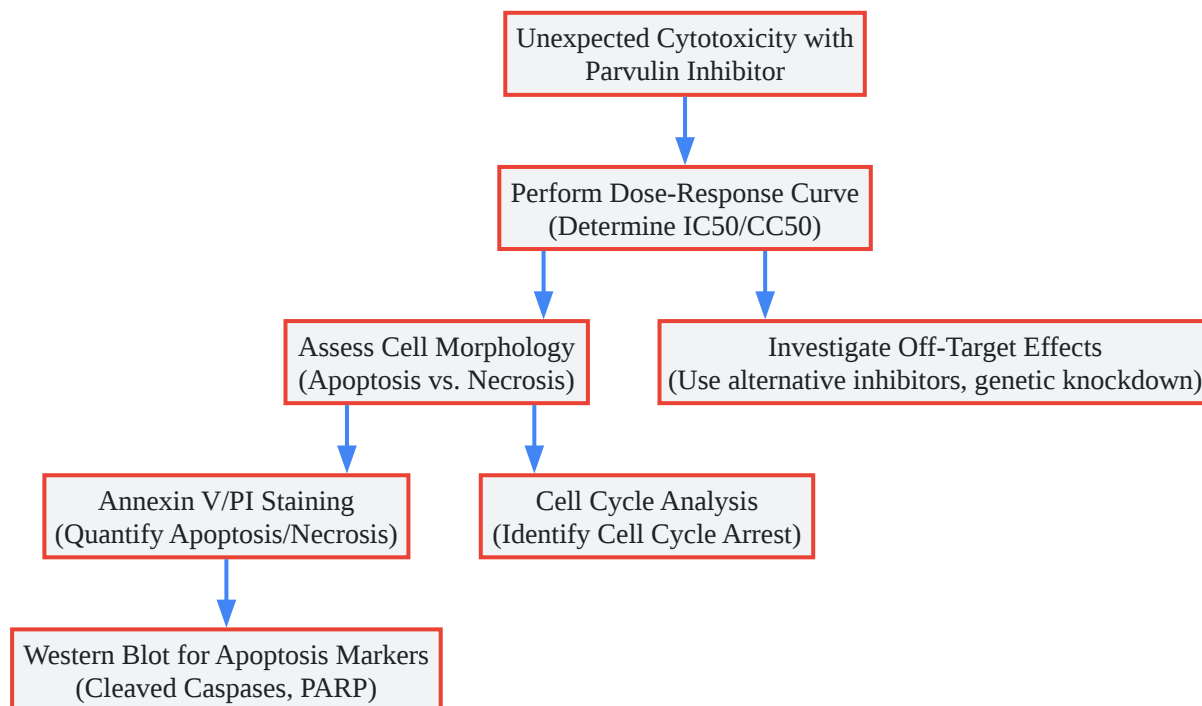 Unexpected Cytotoxicity with
Parvulin Inhibitor
Perform Dose-Response Curve
(Determine IC50/CC50)
Assess Cell Morphology
(Apoptosis vs. Necrosis)
Investigate Off-Target Effects
(Use alternative inhibitors, genetic knockdown)
Annexin V/PI Staining
(Quantify Apoptosis/Necrosis)
Cell Cycle Analysis
(Identify Cell Cycle Arrest)
Western Blot for Apoptosis Markers
(Cleaved Caspases, PARP)